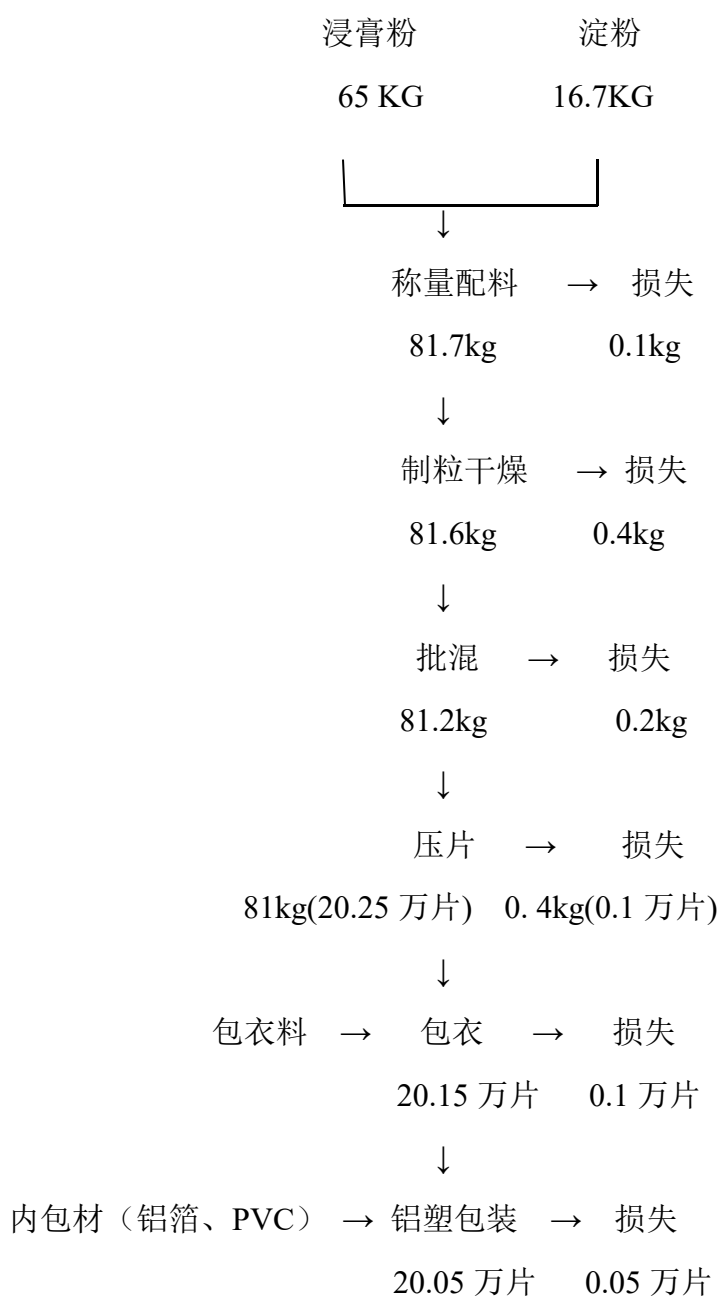 浸膏粉 淀粉
65 KG 16.7KG
↓
称量配料 → 损失
81.7kg 0.1kg
↓
制粒干燥 → 损失
81.6kg 0.4kg
↓
批混 → 损失
81.2kg 0.2kg
↓
压片 → 损失
81kg(20.25 万片) 0. 4kg(0.1 万片)
↓
包衣料 → 包衣 → 损失
20.15 万片 0.1 万片
↓
内包材（铝箔、PVC） → 铝塑包装 → 损失
20.05 万片 0.05 万片